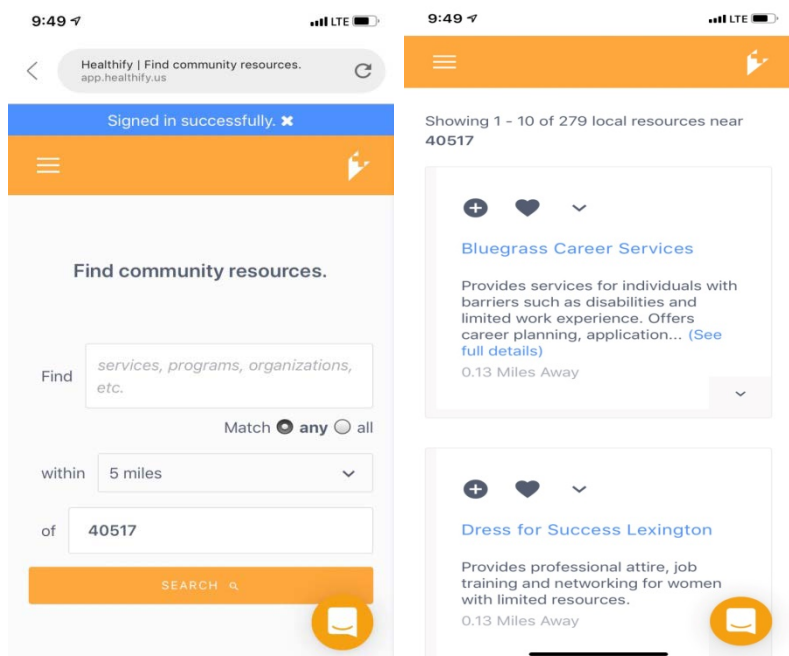 9:49
LTE
Healthify | Find community resources.
app.healthify.us
Signed in successfully. ✖
Find community resources.
Find
services, programs, organizations,
etc.
Match any all
within
5 miles
of
40517
SEARCH
9:49
LTE
Showing 1 - 10 of 279 local resources near
40517
Bluegrass Career Services
Provides services for individuals with
barriers such as disabilities and
limited work experience. Offers
career planning, application... (See
full details)
0.13 Miles Away
Dress for Success Lexington
Provides professional attire, job
training and networking for women
with limited resources.
0.13 Miles Away